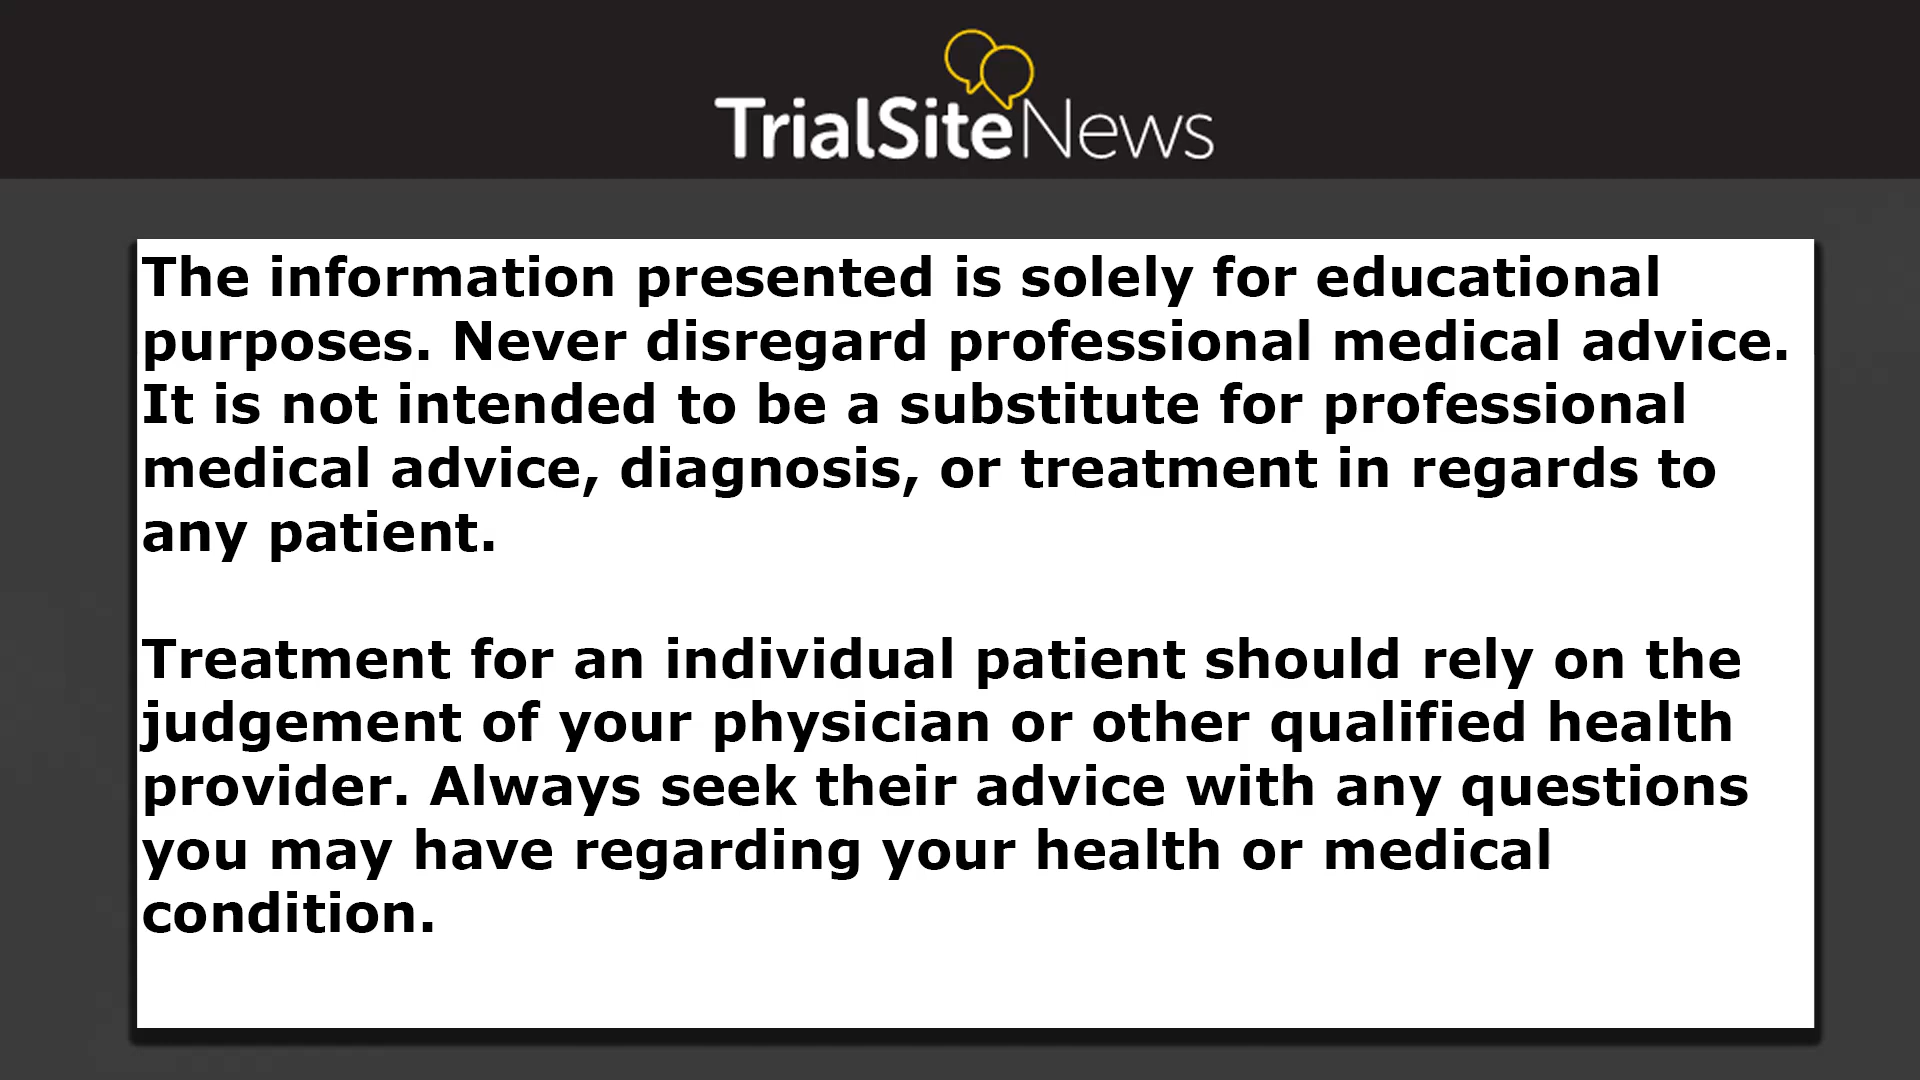 TrialSiteNews
The information presented is solely for educational
purposes. Never disregard professional medical advice.
It is not intended to be a substitute for professional
medical advice, diagnosis, or treatment in regards to
any patient.
Treatment for an individual patient should rely on the
judgement of your physician or other qualified health
provider. Always seek their advice with any questions
you may have regarding your health or medical
condition.